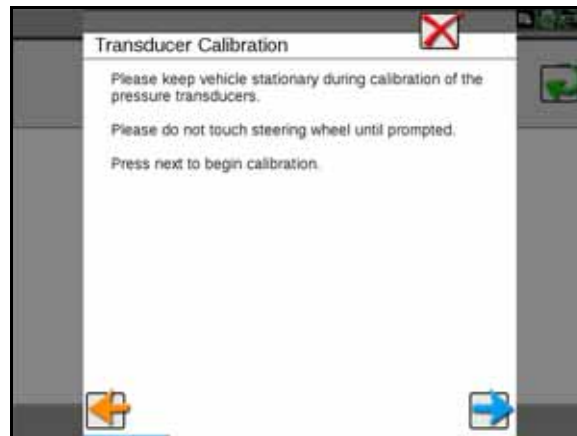 Transducer Calibration
Please keep vehicle stationary during calibration of the
pressure transducers.
Please do not touch steering wheel until prompted.
Press next to begin calibration.